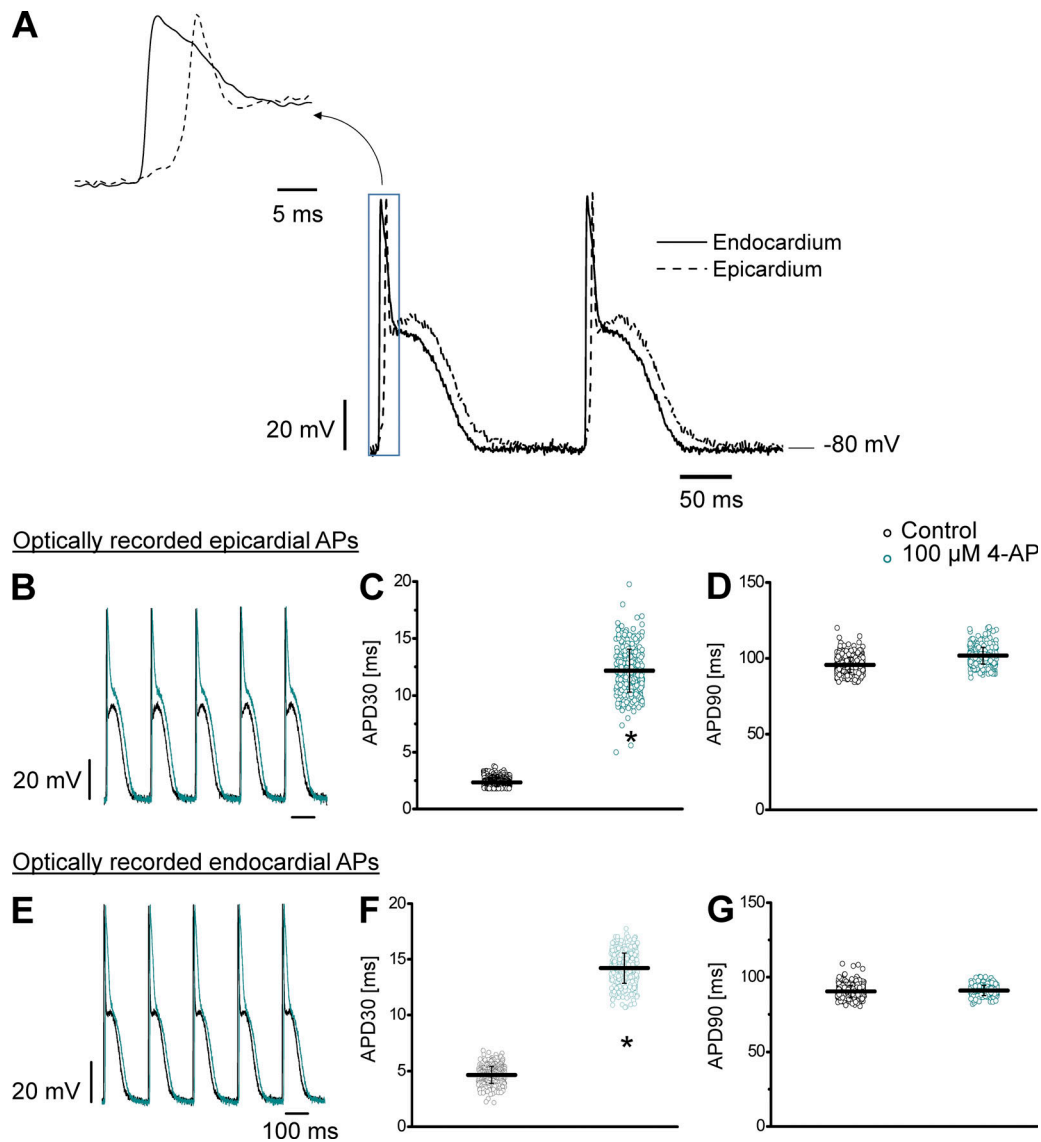 A
5 ms
Endocardium
Epicardium
20 mV
-80 mV
50 ms
Optically recorded epicardial APs
Control
100 µM 4-AP
B
20 mV
C
APD30 [ms]
20
15
10
5
0
*
D
APD90 [ms]
150
100
50
0
Optically recorded endocardial APs
E
20 mV
100 ms
F
APD30 [ms]
20
15
10
5
0
*
G
APD90 [ms]
150
100
50
0